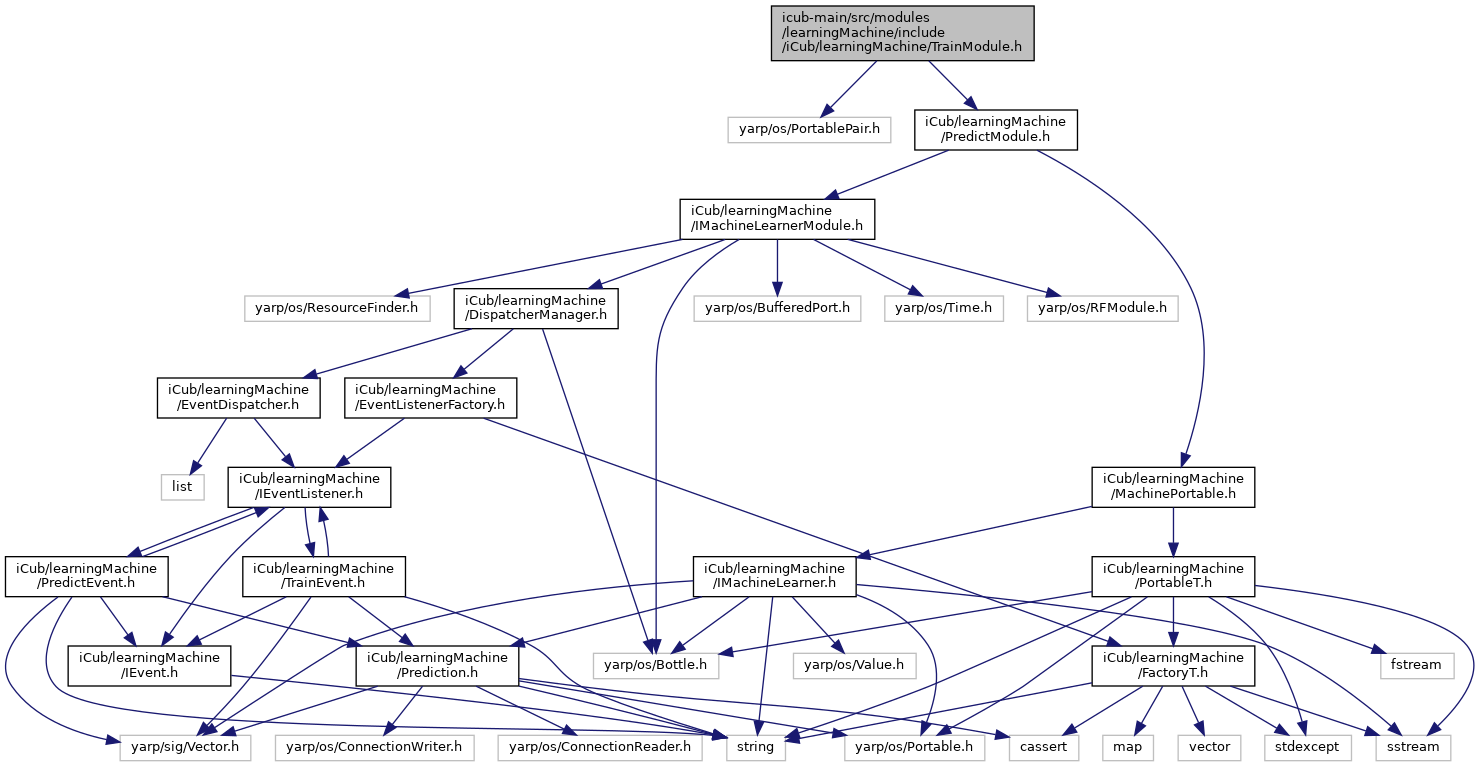 icub-main/src/modules
/learningMachine/include
/iCub/learningMachine/TrainModule.h
yarp/os/PortablePair.h
iCub/learningMachine
/PredictModule.h
iCub/learningMachine
/IMachineLearnerModule.h
yarp/os/ResourceFinder.h
iCub/learningMachine
/DispatcherManager.h
yarp/os/BufferedPort.h
yarp/os/Time.h
yarp/os/RFModule.h
iCub/learningMachine
/EventDispatcher.h
iCub/learningMachine
/EventListenerFactory.h
list
iCub/learningMachine
/IEventListener.h
iCub/learningMachine
/MachinePortable.h
iCub/learningMachine
/PredictEvent.h
iCub/learningMachine
/TrainEvent.h
iCub/learningMachine
/IMachineLearner.h
iCub/learningMachine
/PortableT.h
iCub/learningMachine
/IEvent.h
iCub/learningMachine
/Prediction.h
yarp/os/Bottle.h
yarp/os/Value.h
iCub/learningMachine
/FactoryT.h
fstream
yarp/sig/Vector.h
yarp/os/ConnectionWriter.h
yarp/os/ConnectionReader.h
string
yarp/os/Portable.h
cassert
map
vector
stdexcept
sstream